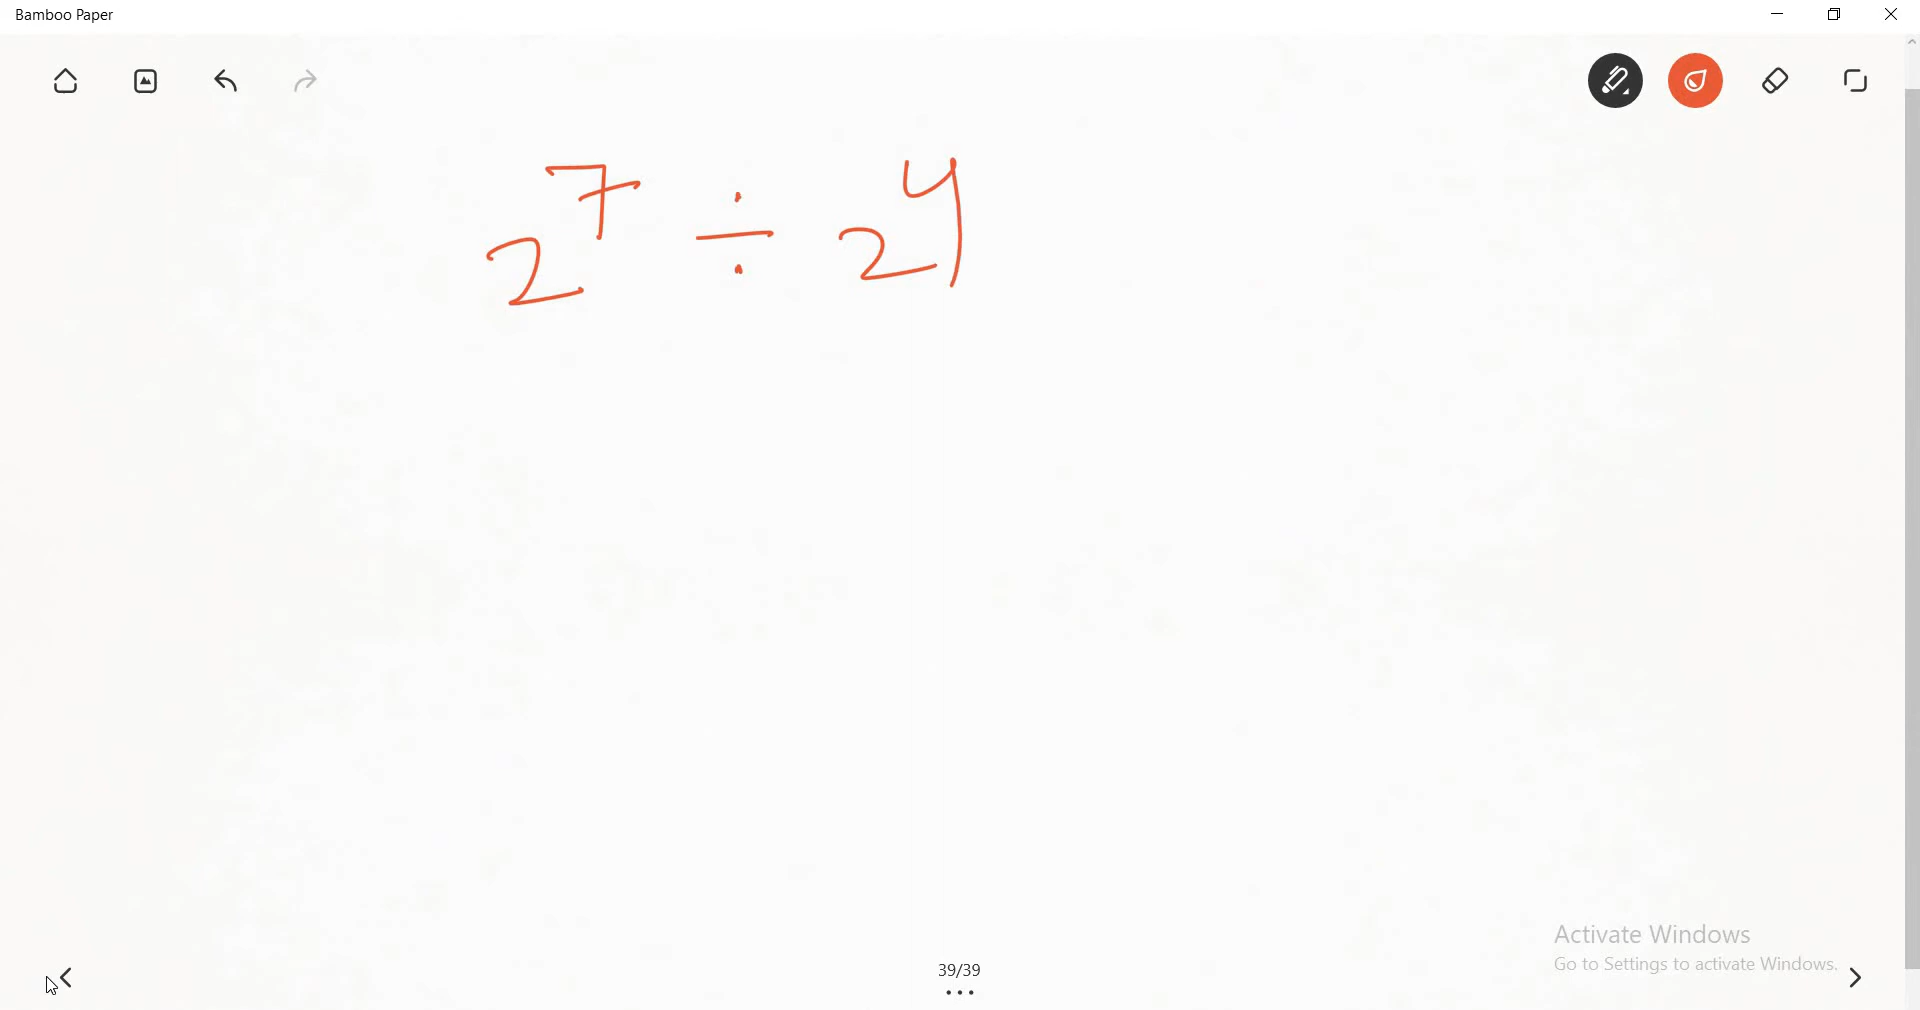 Bamboo Paper
2⁷ ÷ 2⁴
Activate Windows
Go to Settings to activate Windows.
39/39